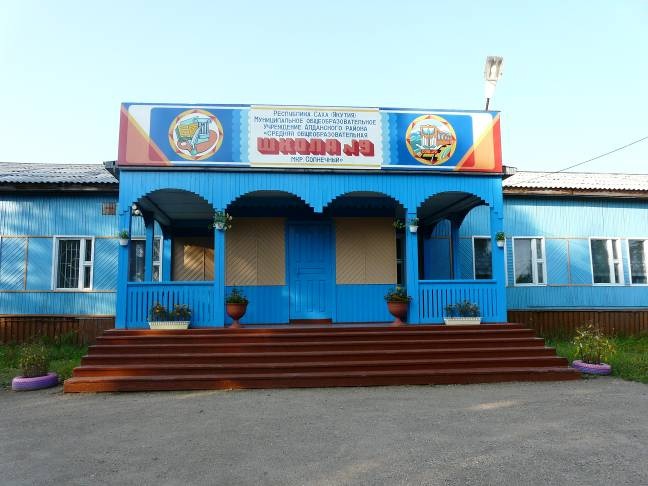 Республика Саха (Якутия)
Муниципальное общеобразовательное
учреждение Алданского района
«Средняя общеобразовательная
школа №9
мкр. Солнечный»